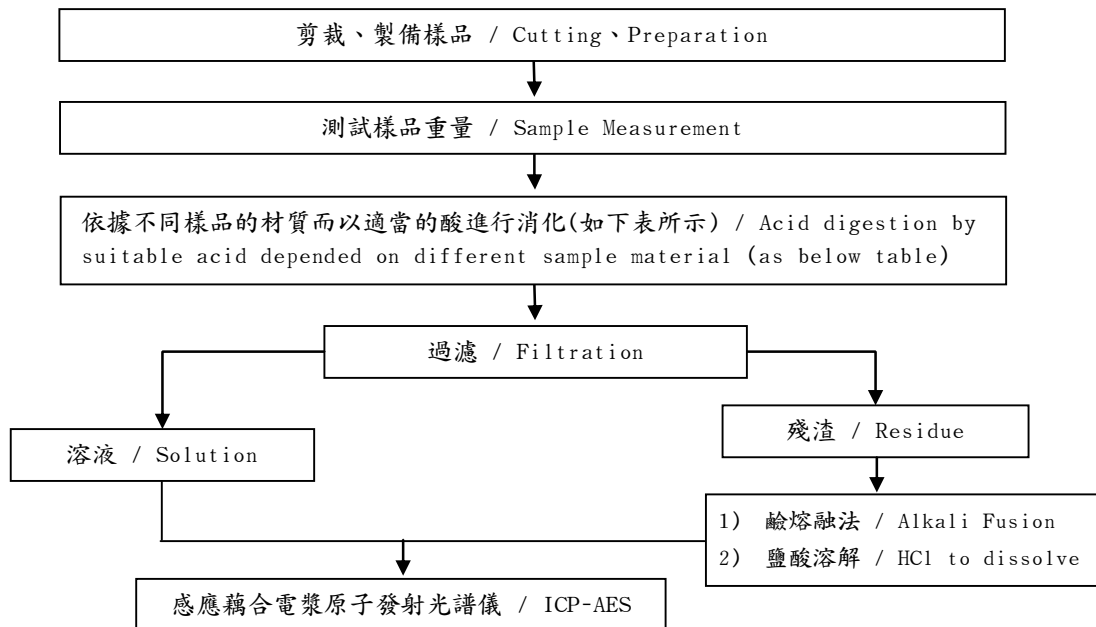 剪裁、製備樣品 / Cutting、Preparation
測試樣品重量 / Sample Measurement
依據不同樣品的材質而以適當的酸進行消化(如下表所示) / Acid digestion by
suitable acid depended on different sample material (as below table)
過濾 / Filtration
溶液 / Solution
殘渣 / Residue
1) 鹼熔融法 / Alkali Fusion
2) 鹽酸溶解 / HCl to dissolve
感應藕合電漿原子發射光譜儀 / ICP-AES